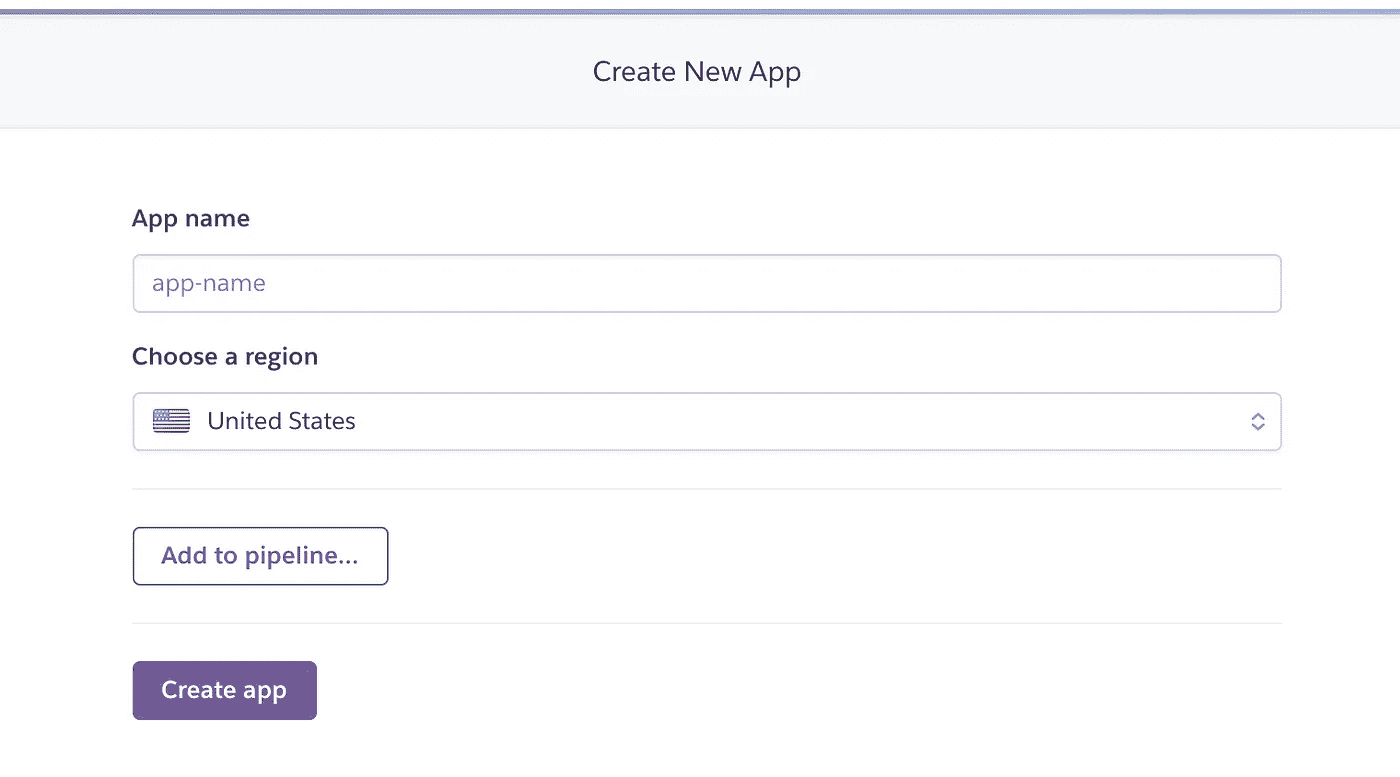 Create New App
App name
app-name
Choose a region
United States
Add to pipeline...
Create app